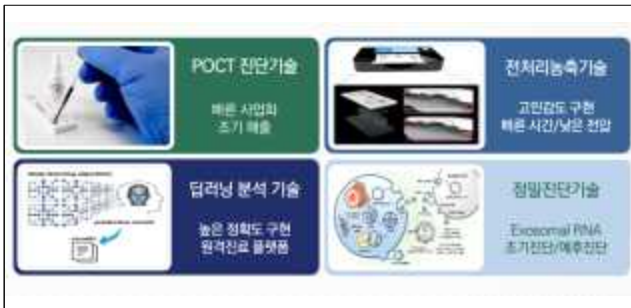 POCT 진단기술
빠른 사업화
조기 매출
전처리농축기술
고민감도 구현
빠른 시간/낮은 전압
딥러닝 분석 기술
높은 정확도 구현
원격진료 플랫폼
정밀진단기술
Exosomal RNA
조기진단/예후진단